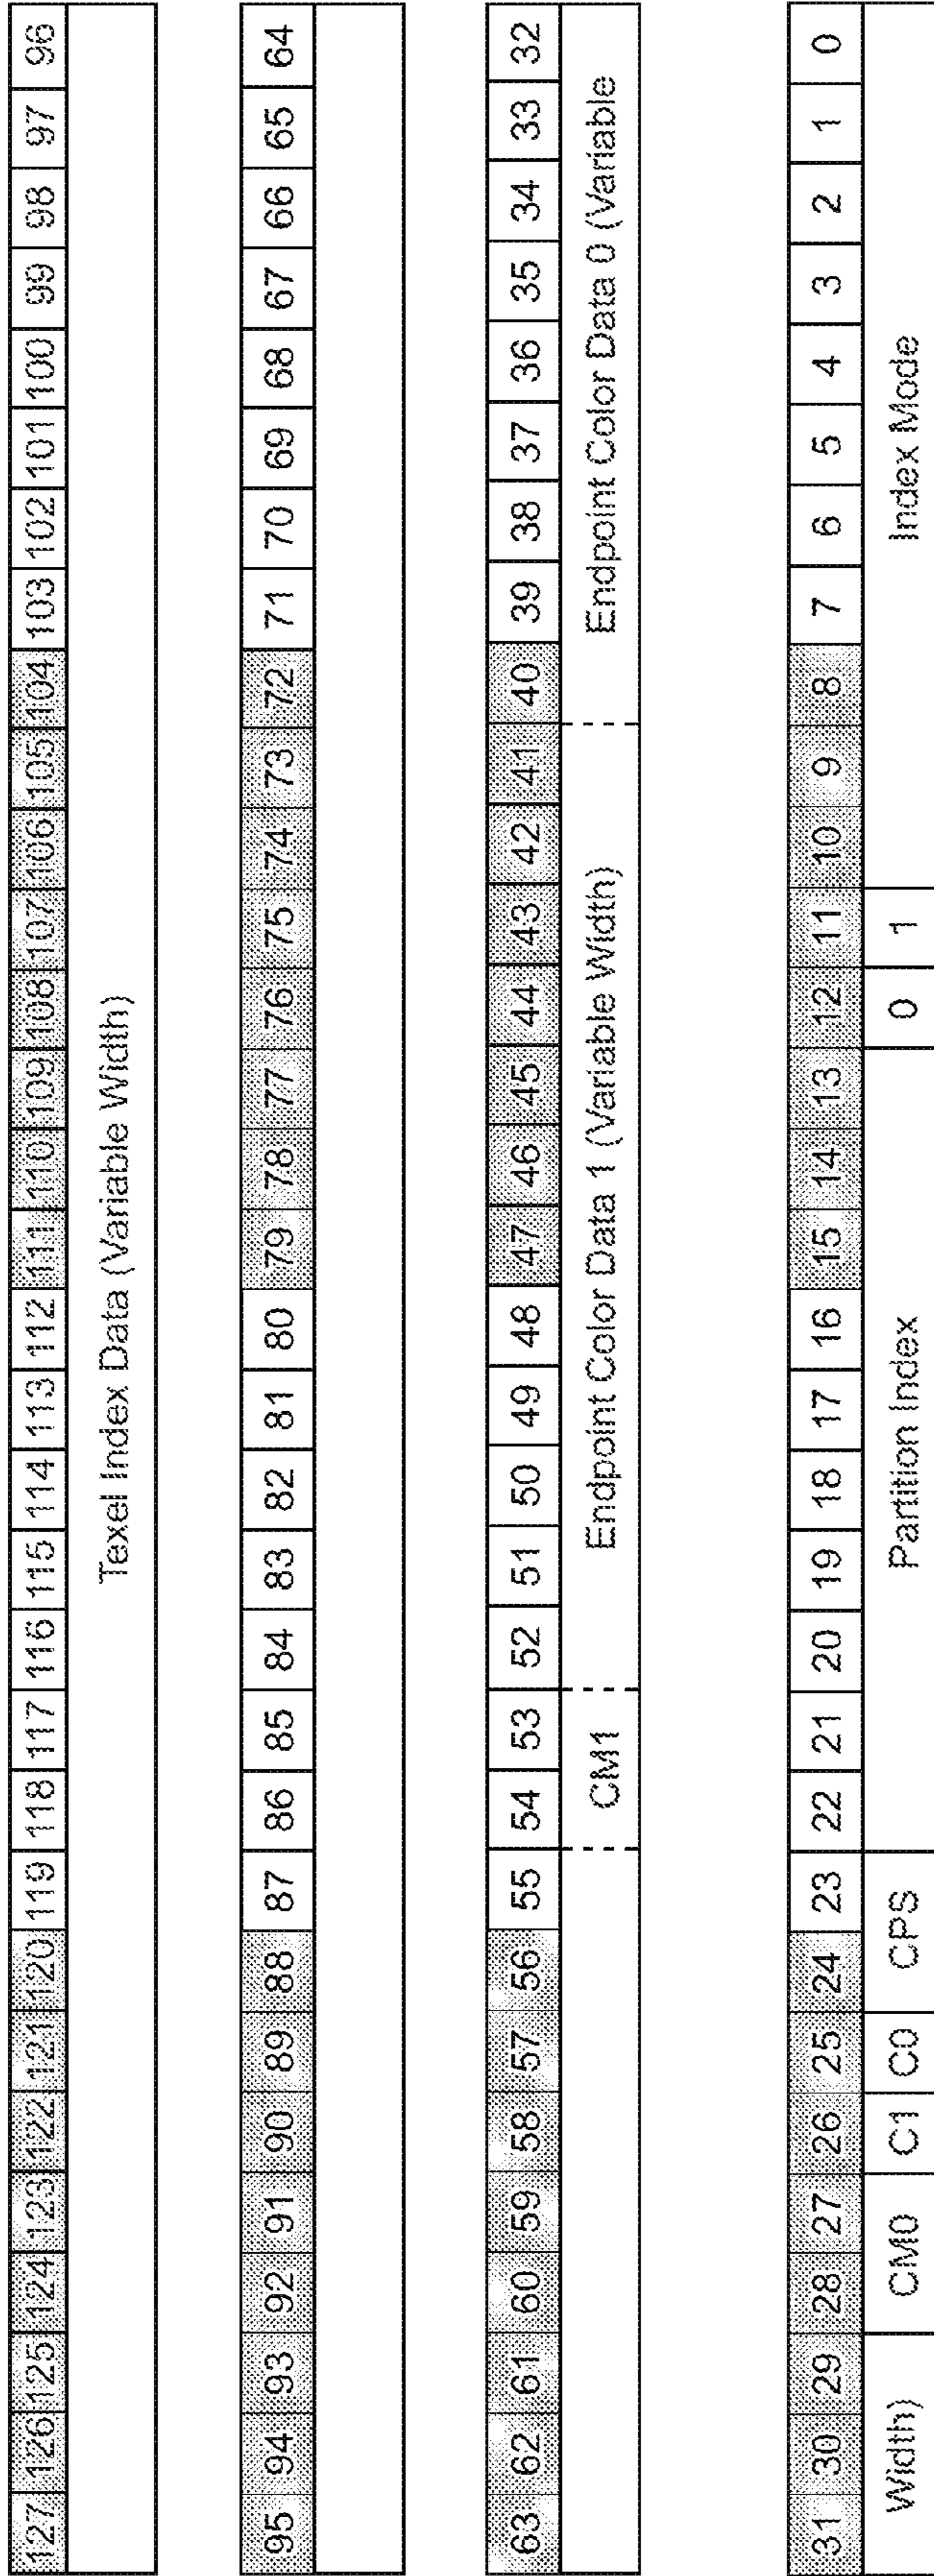 127 126 125 124 123 122 121 120 119 118 117 116 115 114 113 112 111 110 109 108 107 106 105 104 103 102 101 100 99 98 97 96
Texel Index Data (Variable Width)
95 94 93 92 91 90 89 88 87 86 85 84 83 82 81 80 79 78 77 76 75 74 73 72 71 70 69 68 67 66 65 64
63 62 61 60 59 58 57 56 55 54 53 52 51 50 49 48 47 46 45 44 43 42 41 40 39 38 37 36 35 34 33 32
CM1 Endpoint Color Data 1 (Variable Width) Endpoint Color Data 0 (Variable
31 30 29 28 27 26 25 24 23 22 21 20 19 18 17 16 15 14 13 12 11 10 9 8 7 6 5 4 3 2 1 0
Width) CM0 C1 C0 CPS Partition Index 0 1 Index Mode